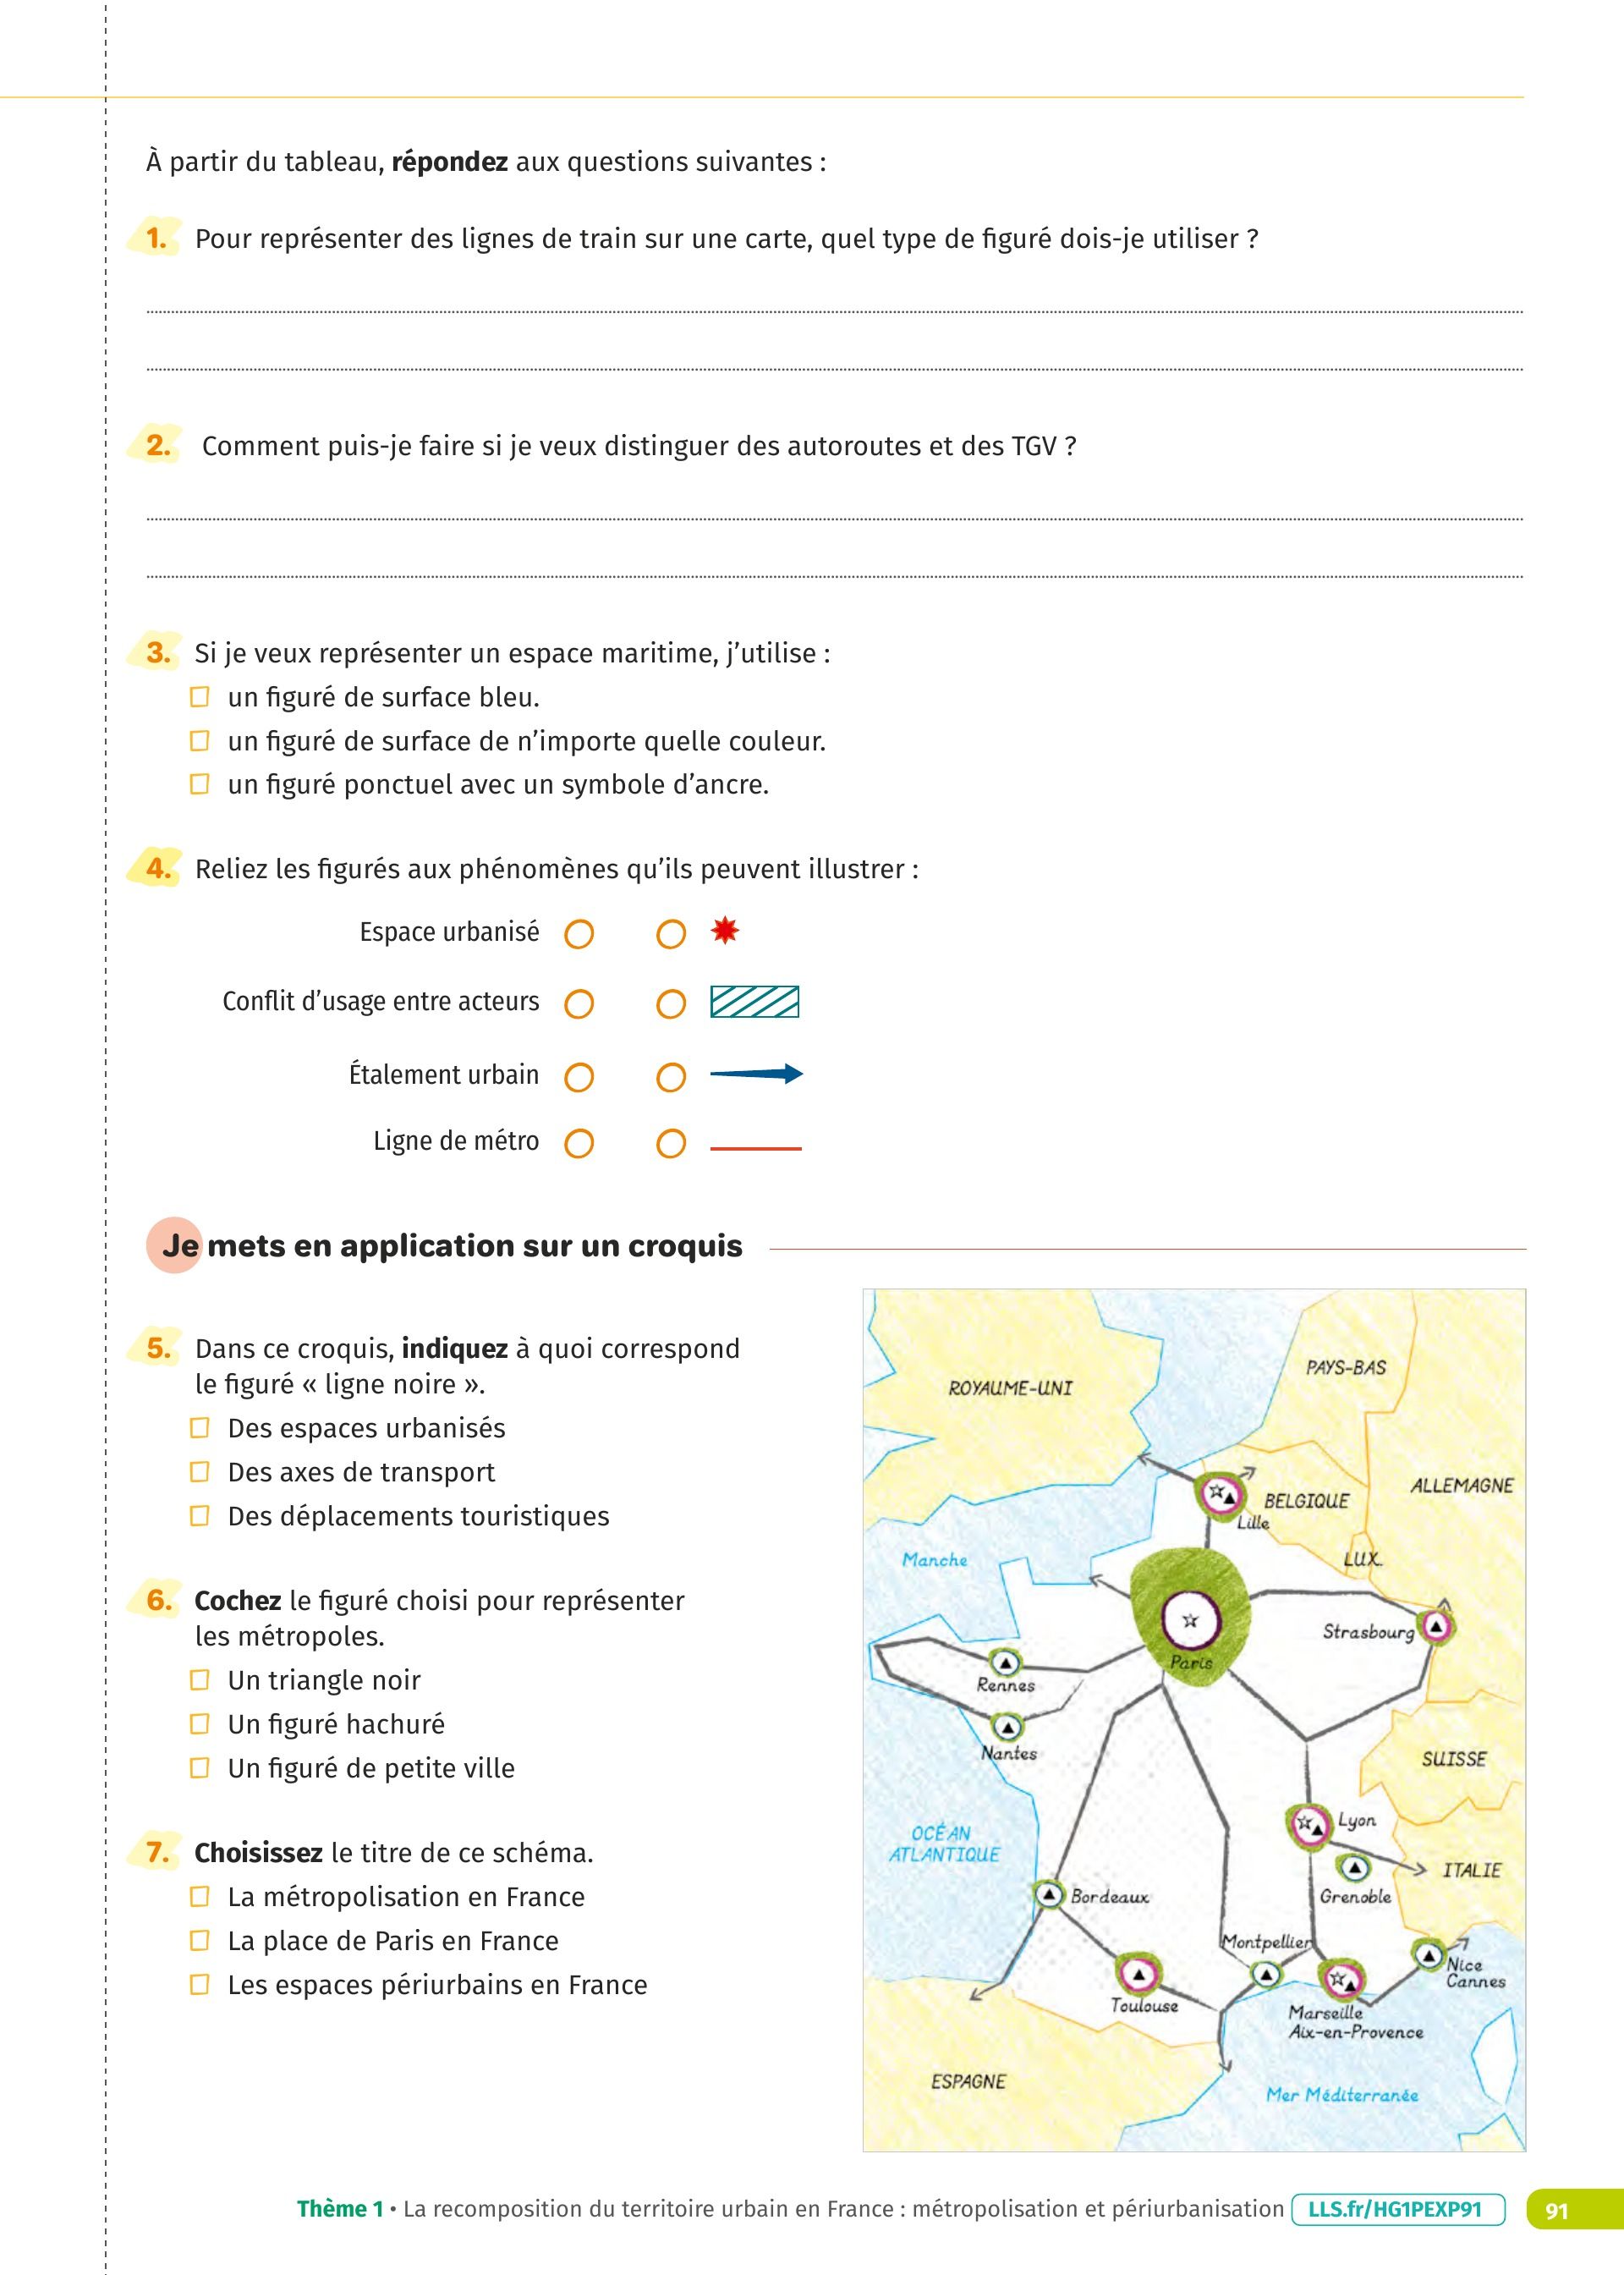 À partir du tableau, répondez aux questions suivantes :
1. Pour représenter des lignes de train sur une carte, quel type de figuré dois-je utiliser ?
2. Comment puis-je faire si je veux distinguer des autoroutes et des TGV ?
3. Si je veux représenter un espace maritime, j’utilise :
un figuré de surface bleu.
un figuré de surface de n’importe quelle couleur.
un figuré ponctuel avec un symbole d’ancre.
4. Reliez les figurés aux phénomènes qu’ils peuvent illustrer :
Espace urbanisé
Conflit d’usage entre acteurs
Étalement urbain
Ligne de métro
Je mets en application sur un croquis
5. Dans ce croquis, indiquez à quoi correspond
le figuré « ligne noire ».
Des espaces urbanisés
Des axes de transport
Des déplacements touristiques
6. Cochez le figuré choisi pour représenter
les métropoles.
Un triangle noir
Un figuré hachuré
Un figuré de petite ville
7. Choisissez le titre de ce schéma.
La métropolisation en France
La place de Paris en France
Les espaces périurbains en France
PAYS-BAS
ROYAUME-UNI
ALLEMAGNE
BELGIQUE
Lille
LUX.
Manche
Strasbourg
Paris
Rennes
Nantes
SUISSE
Lyon
OCÉAN
ATLANTIQUE
ITALIE
Grenoble
Bordeaux
Montpellier
Nice
Cannes
Toulouse
Marseille
Aix-en-Provence
ESPAGNE
Mer Méditerranée
Thème 1 • La recomposition du territoire urbain en France : métropolisation et périurbanisation LLS.fr/HG1PEXP91 91